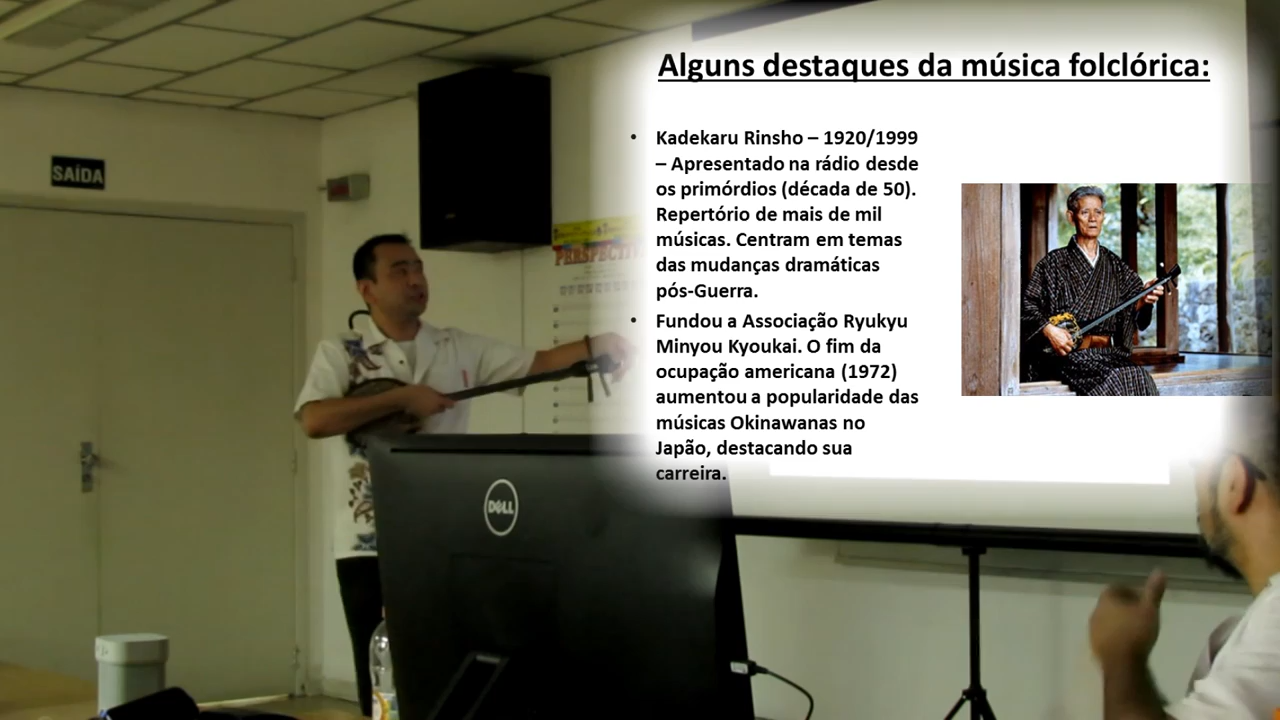 Alguns destaques da música folclórica:
SAÍDA
• Kadekaru Rinsho – 1920/1999
– Apresentado na rádio desde
os primórdios (década de 50).
Repertório de mais de mil
músicas. Centram em temas
das mudanças dramáticas
pós-Guerra.
• Fundou a Associação Ryukyu
Minyou Kyoukai. O fim da
ocupação americana (1972)
aumentou a popularidade das
músicas Okinawanas no
Japão, destacando sua
carreira.
DELL